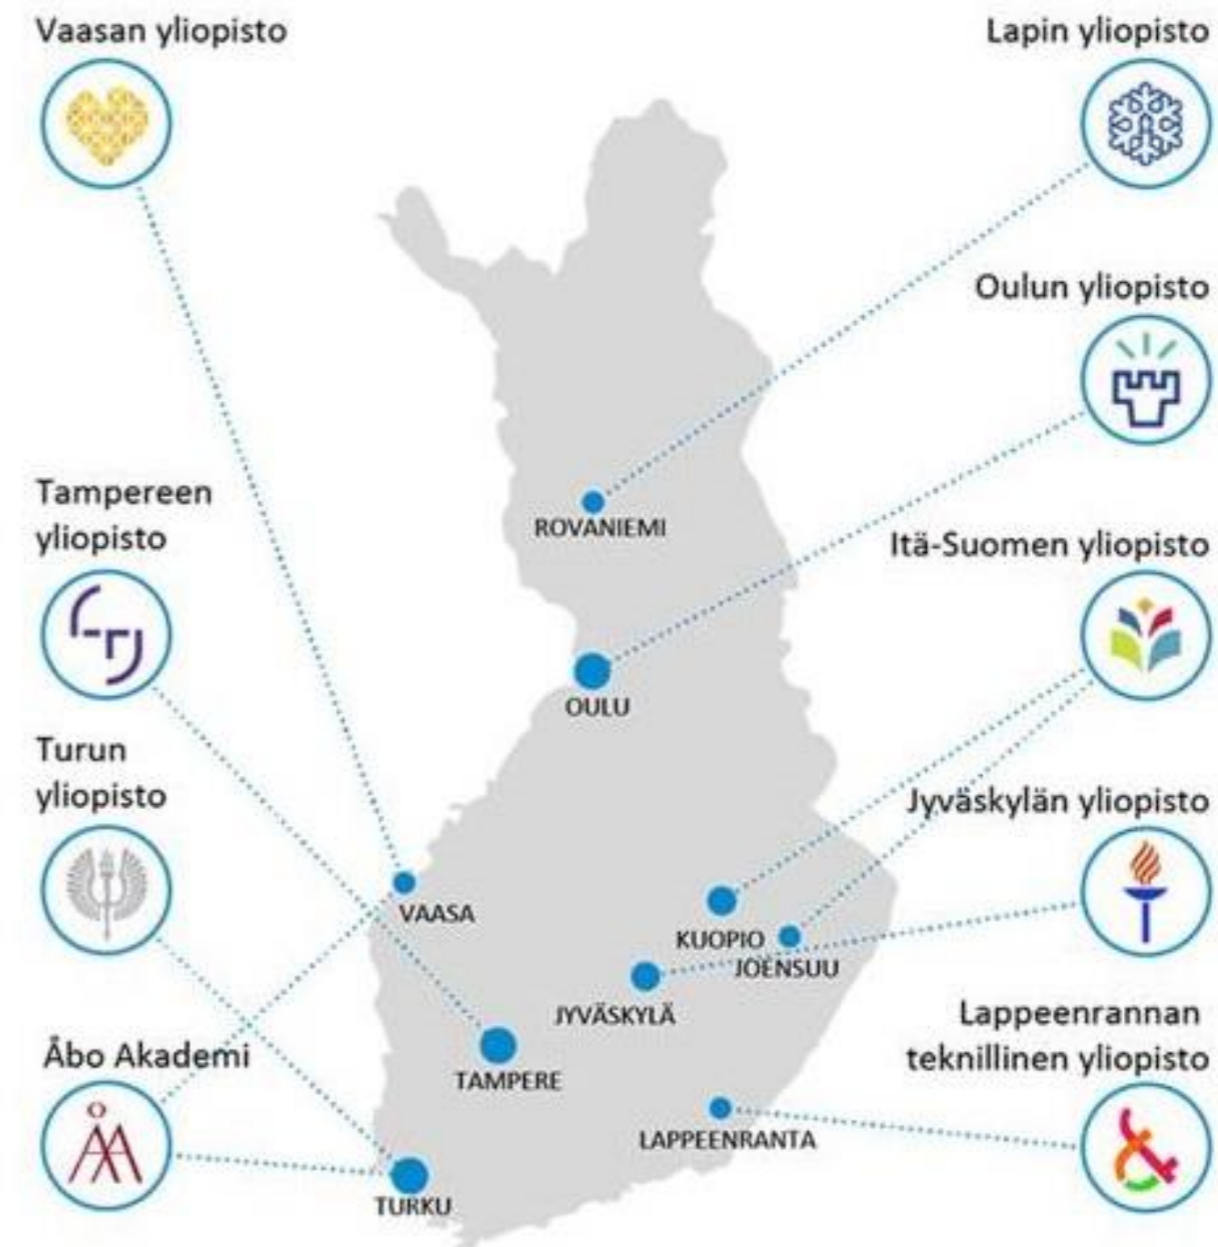 Vaasan yliopisto
Lapin yliopisto
Oulun yliopisto
Tampereen
yliopisto
ROVANIEMI
Itä-Suomen yliopisto
OULU
Turun
yliopisto
Jyväskylän yliopisto
VAASA
KUOPIO
JOENSUU
JYVÄSKYLÄ
Lappeenrannan
teknillinen yliopisto
Åbo Akademi
TAMPERE
LAPPEENRANTA
TURKU